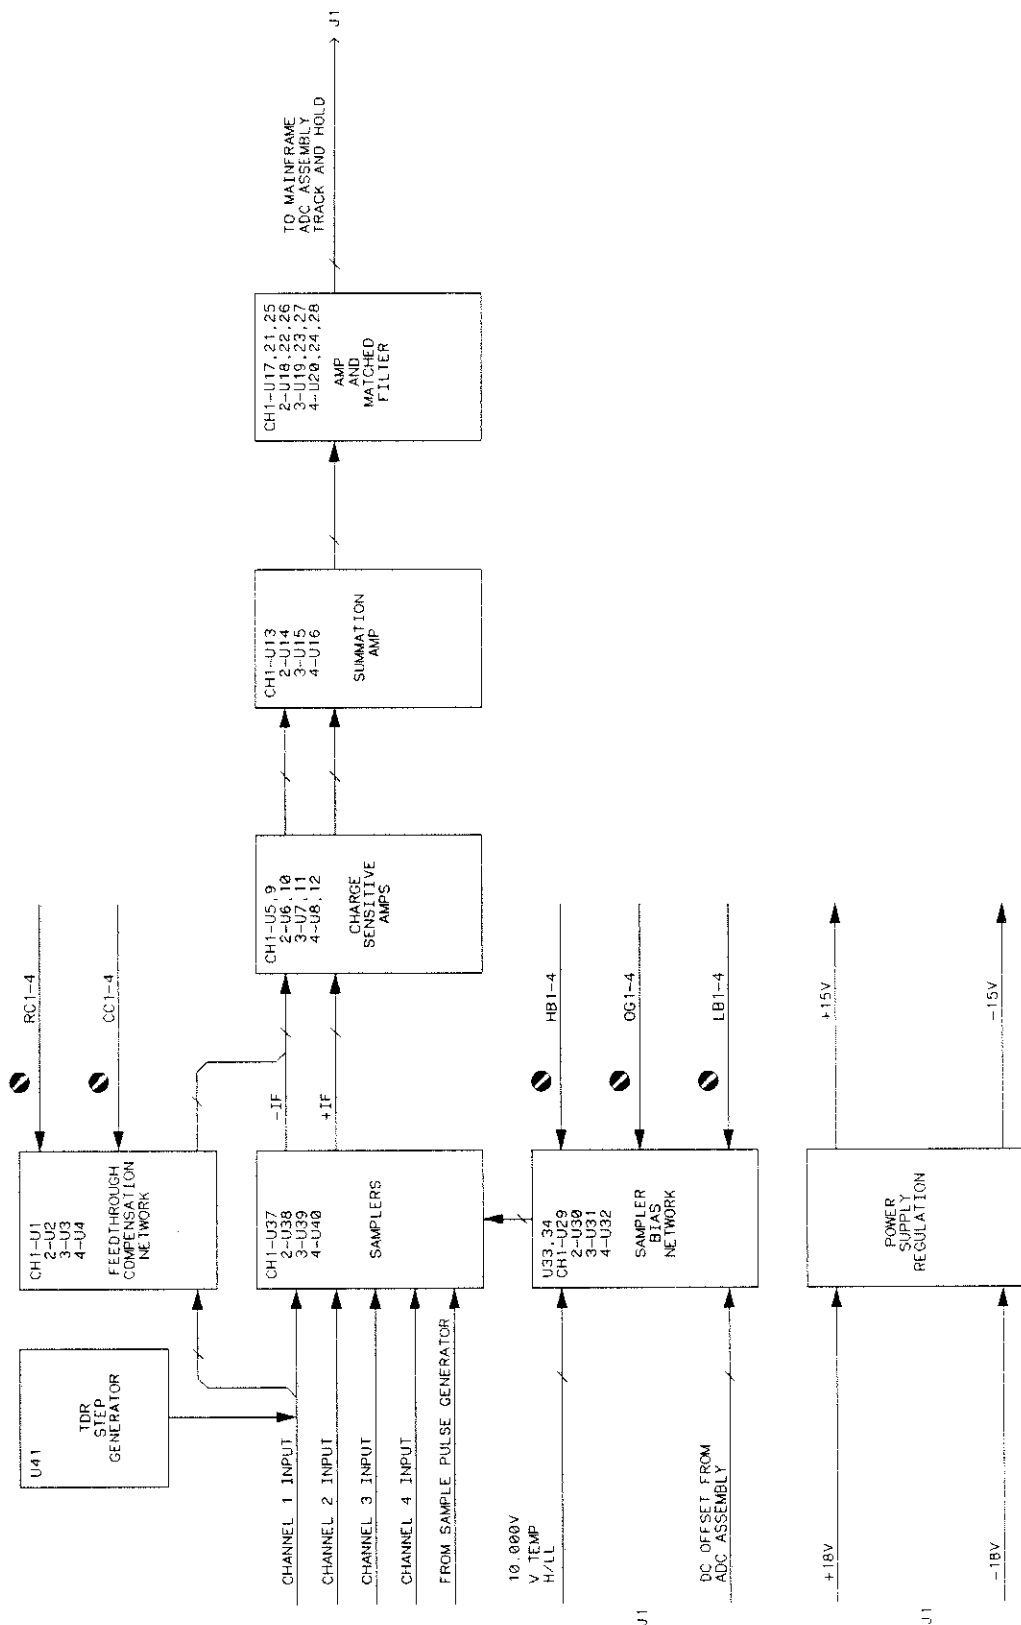 U41
TDR
STEP
GENERATOR
CH1-U1
2-U2
3-U3
4-U4
FEEDTHROUGH
COMPENSATION
NETWORK
RC1-4
CC1-4
CHANNEL 1 INPUT
CHANNEL 2 INPUT
CHANNEL 3 INPUT
CHANNEL 4 INPUT
FROM SAMPLE PULSE GENERATOR
CH1-U37
2-U38
3-U39
4-U40
SAMPLERS
-IF
+IF
CH1-U5,9
2-U6,10
3-U7,11
4-U8,12
CHARGE
SENSITIVE
AMPS
CH1-U13
2-U14
3-U15
4-U16
SUMMATION
AMP
CH1-U17,21,25
2-U18,22,26
3-U19,23,27
4-U20,24,28
AMP
AND
MATCHED
FILTER
TO MAINFRAME
ADC ASSEMBLY
TRACK AND HOLD
J1
10.000V
V TEMP
H/LL
DC OFFSET FROM
ADC ASSEMBLY
J1
U33,34
CH1-U29
2-U30
3-U31
4-U32
SAMPLER
BIAS
NETWORK
HB1-4
OG1-4
LB1-4
+18V
-18V
J1
POWER
SUPPLY
REGULATION
+15V
-15V